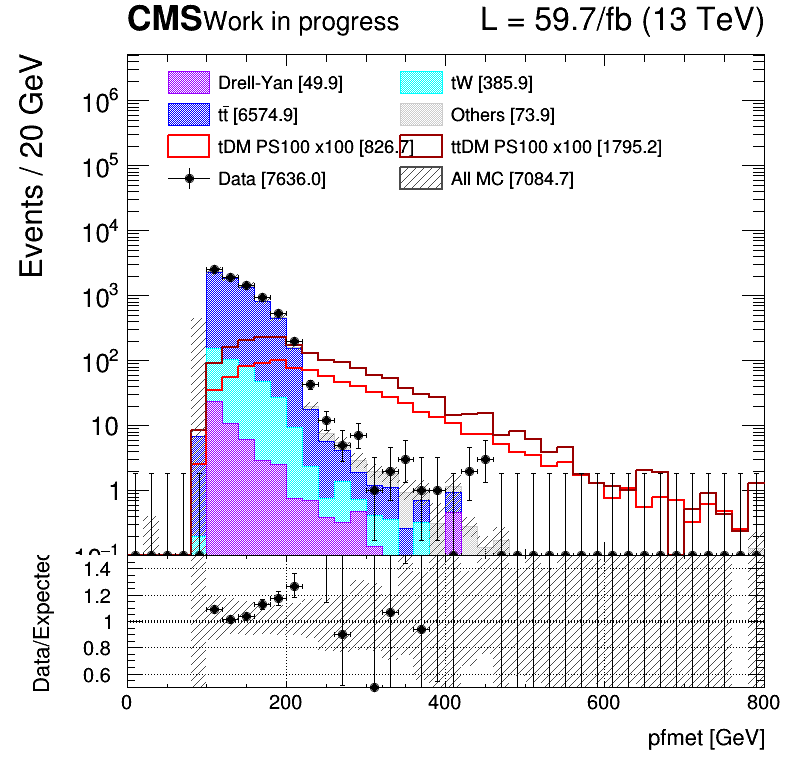 CMS Work in progress L = 59.7/fb (13 TeV)
Events / 20 GeV
Drell-Yan [49.9] tW [385.9]
tt̄ [6574.9] Others [73.9]
tDM PS100 x100 [826.7] ttDM PS100 x100 [1795.2]
Data [7636.0] All MC [7084.7]
10⁶
10⁵
10⁴
10³
10²
10
1
10⁻¹
Data/Expected
1.4
1.2
1
0.8
0.6
0 200 400 600 800
pfmet [GeV]